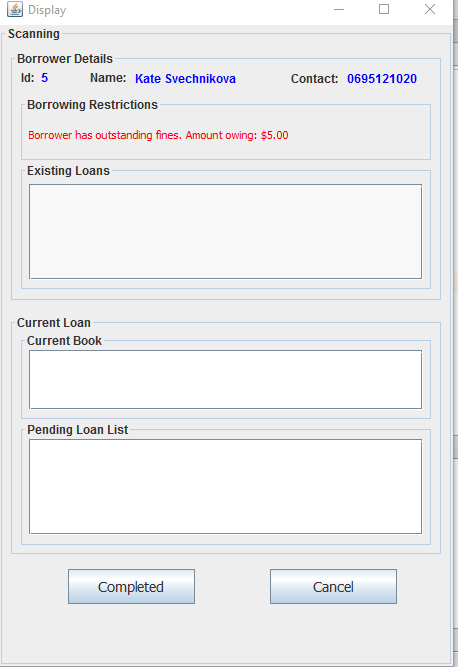 Display
Scanning
Borrower Details
Id: 5 Name: Kate Svechnikova Contact: 0695121020
Borrowing Restrictions
Borrower has outstanding fines. Amount owing: $5.00
Existing Loans
Current Loan
Current Book
Pending Loan List
Completed Cancel